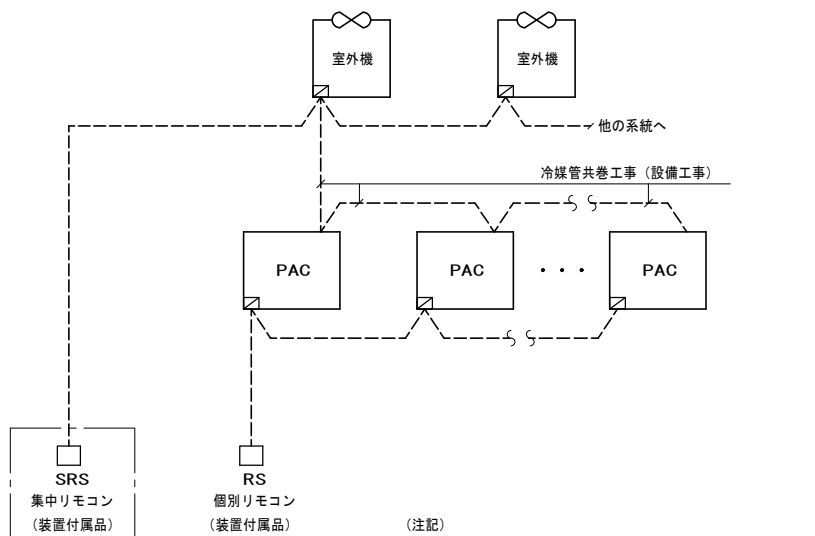 室外機
室外機
他の系統へ
冷媒管共巻工事（設備工事）
PAC
PAC
・・・
PAC
SRS
集中リモコン
（装置付属品）
RS
個別リモコン
（装置付属品）
（注記）